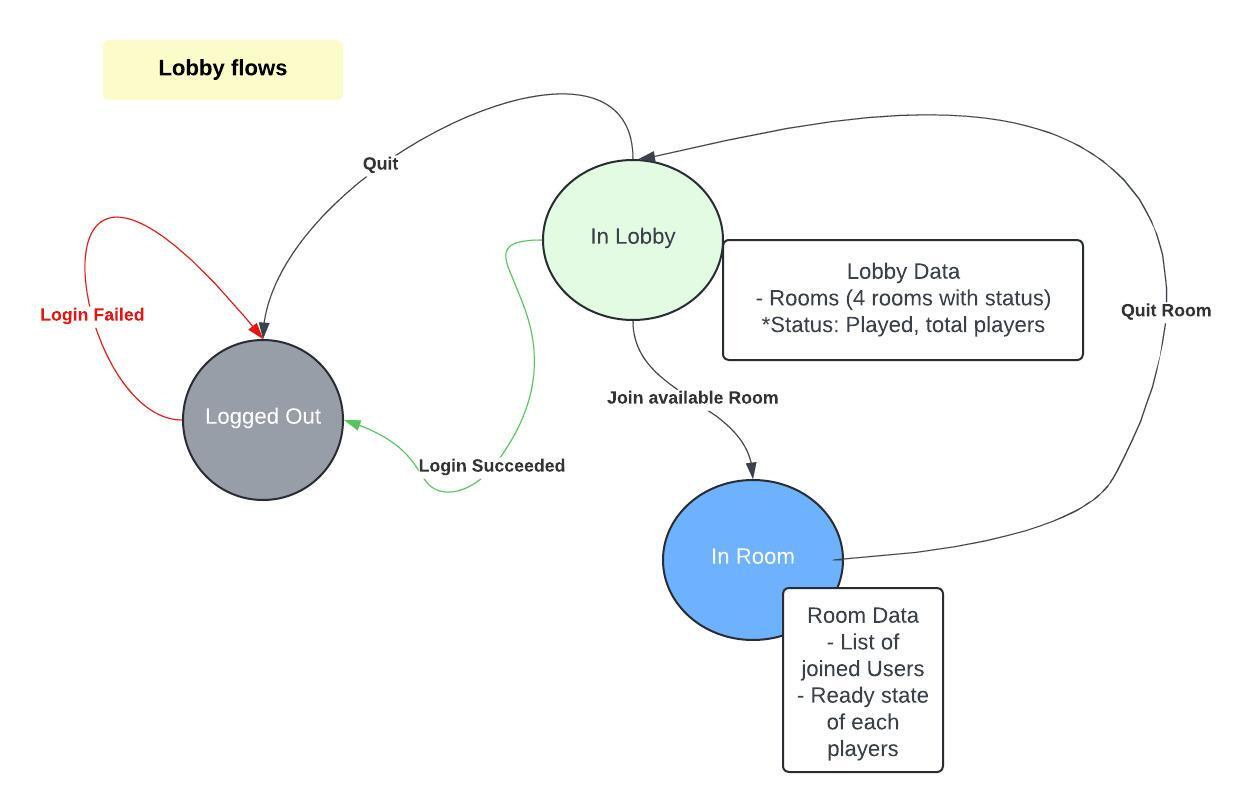 Lobby flows
Quit
In Lobby
Lobby Data
- Rooms (4 rooms with status)
*Status: Played, total players
Quit Room
Login Failed
Join available Room
Logged Out
Login Succeeded
In Room
Room Data
- List of
joined Users
- Ready state
of each
players